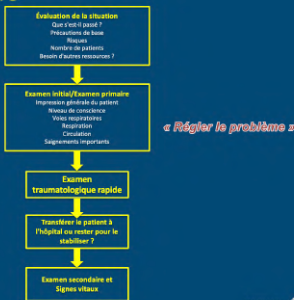 Évaluation de la situation
Que s'est-il passé ?
Précautions de base
Risques
Nombre de patients
Besoin d'autres ressources ?
Examen initial/Examen primaire
Impression générale du patient
Niveau de conscience
Voies respiratoires
Respiration
Circulation
Saignements importants
« Régler le problème »
Examen
traumatologique rapide
Transférer le patient à
l'hôpital ou rester pour le
stabiliser ?
Examen secondaire et
Signes vitaux